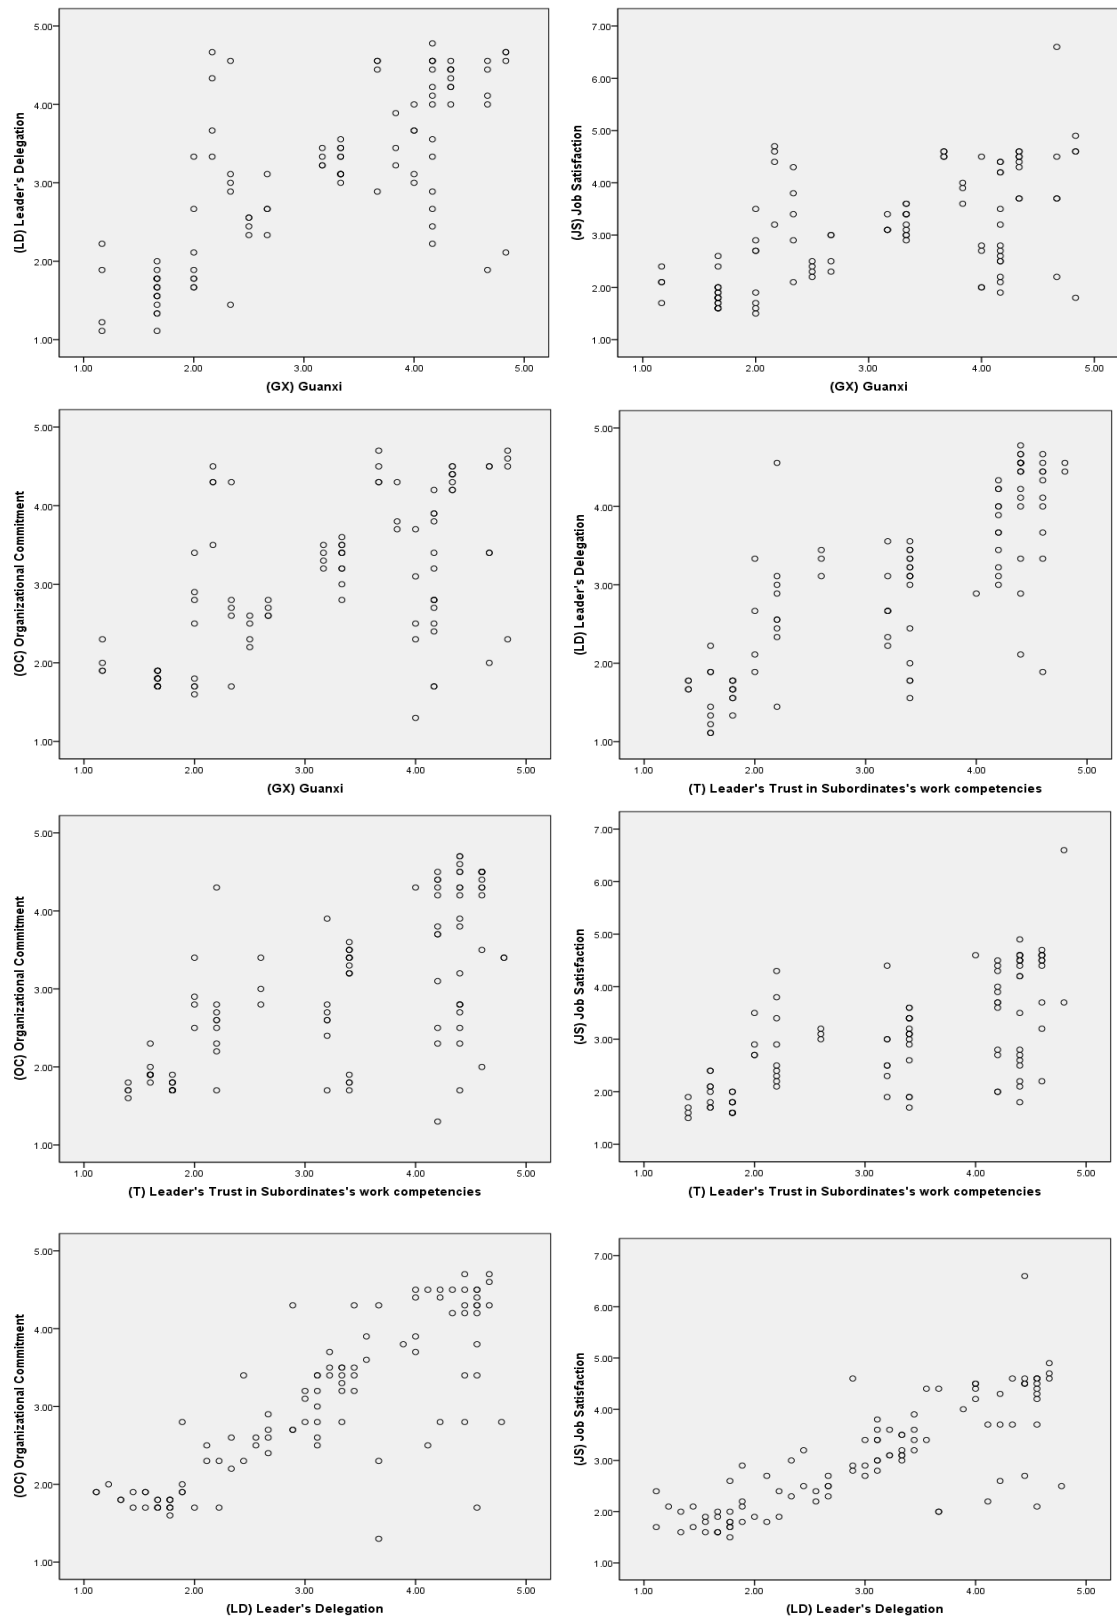 5.00
4.00
3.00
2.00
1.00
(LD) Leader's Delegation
1.00 2.00 3.00 4.00 5.00
(GX) Guanxi
7.00
6.00
5.00
4.00
3.00
2.00
1.00
(JS) Job Satisfaction
1.00 2.00 3.00 4.00 5.00
(GX) Guanxi
5.00
4.00
3.00
2.00
1.00
(OC) Organizational Commitment
1.00 2.00 3.00 4.00 5.00
(GX) Guanxi
5.00
4.00
3.00
2.00
1.00
(LD) Leader's Delegation
1.00 2.00 3.00 4.00 5.00
(T) Leader's Trust in Subordinates's work competencies
5.00
4.00
3.00
2.00
1.00
(OC) Organizational Commitment
1.00 2.00 3.00 4.00 5.00
(T) Leader's Trust in Subordinates's work competencies
7.00
6.00
5.00
4.00
3.00
2.00
1.00
(JS) Job Satisfaction
1.00 2.00 3.00 4.00 5.00
(T) Leader's Trust in Subordinates's work competencies
5.00
4.00
3.00
2.00
1.00
(OC) Organizational Commitment
1.00 2.00 3.00 4.00 5.00
(LD) Leader's Delegation
7.00
6.00
5.00
4.00
3.00
2.00
1.00
(JS) Job Satisfaction
1.00 2.00 3.00 4.00 5.00
(LD) Leader's Delegation